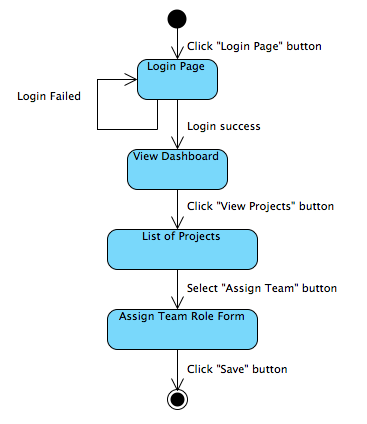 Click "Login Page" button
Login Page
Login Failed
Login success
View Dashboard
Click "View Projects" button
List of Projects
Select "Assign Team" button
Assign Team Role Form
Click "Save" button